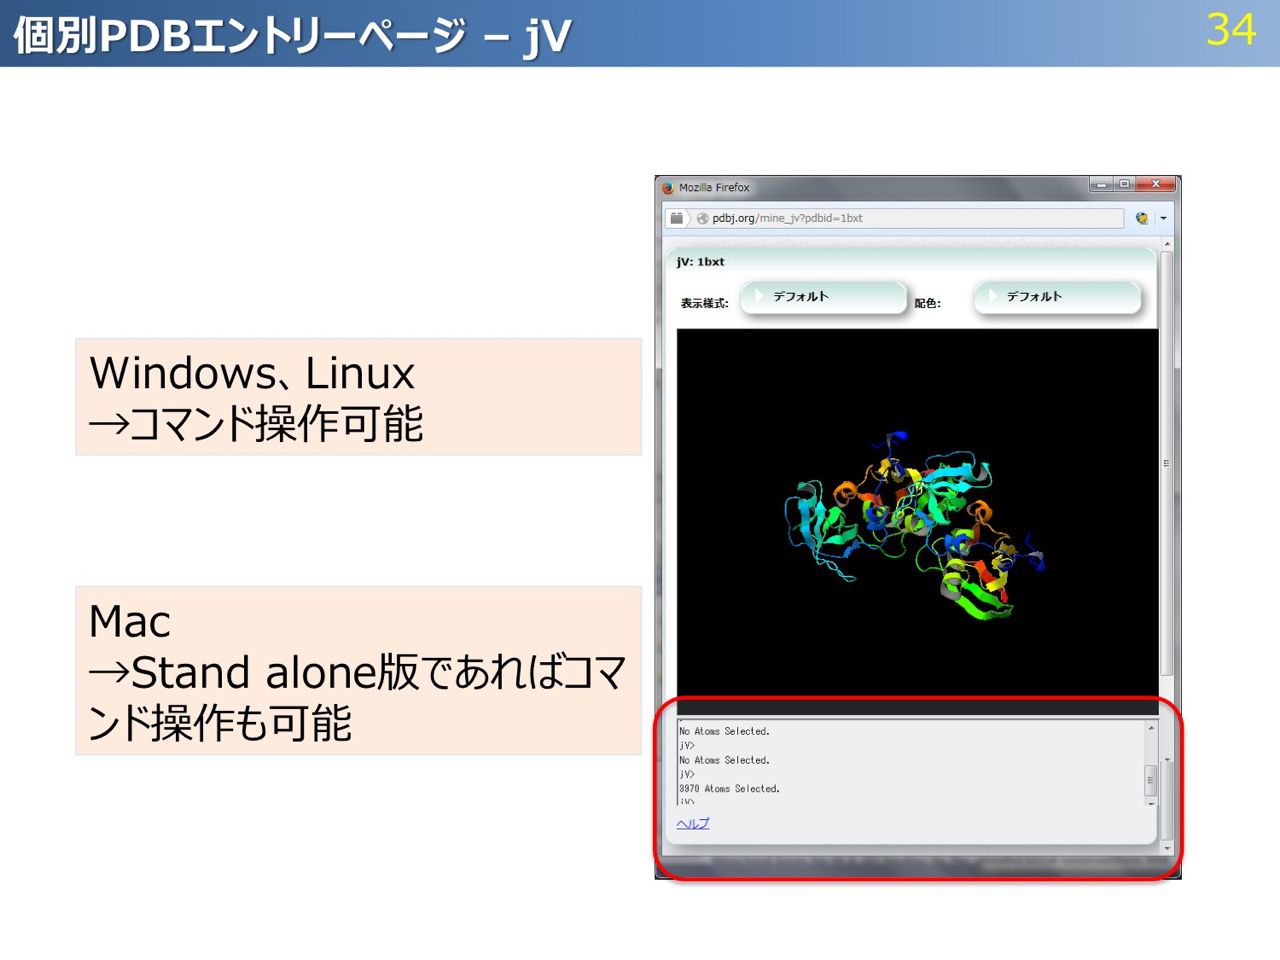 個別PDBエントリーページ – jV
34
Windows、Linux
→コマンド操作可能
Mac
→Stand alone版であればコマ
ンド操作も可能
Mozilla Firefox
pdbj.org/mine_jv?pdbid=1bxt
jV: 1bxt
表示様式: デフォルト 配色: デフォルト
No Atoms Selected.
jV>
No Atoms Selected.
jV>
3970 Atoms Selected.
jV>
ヘルプ